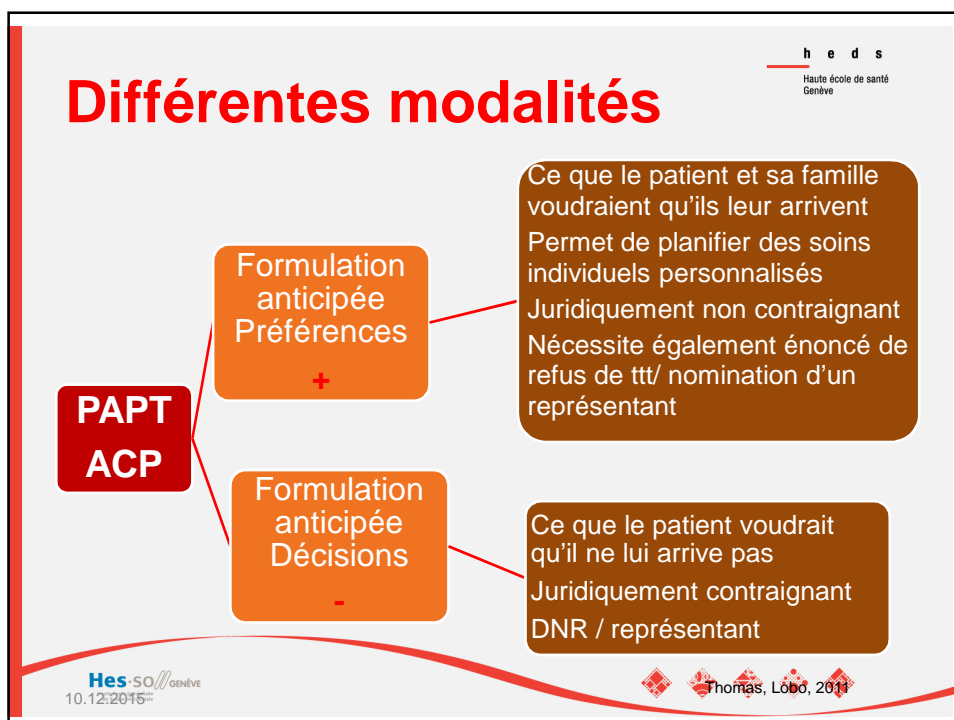 h e d s
Haute école de santé
Genève
Différentes modalités
PAPT
ACP
Formulation
anticipée
Préférences
+
Ce que le patient et sa famille
voudraient qu'ils leur arrivent
Permet de planifier des soins
individuels personnalisés
Juridiquement non contraignant
Nécessite également énoncé de
refus de ttt/ nomination d'un
représentant
Formulation
anticipée
Décisions
-
Ce que le patient voudrait
qu'il ne lui arrive pas
Juridiquement contraignant
DNR / représentant
Hes·so//GENÈVE
10.12.2015
Thomas, Lobo, 2011